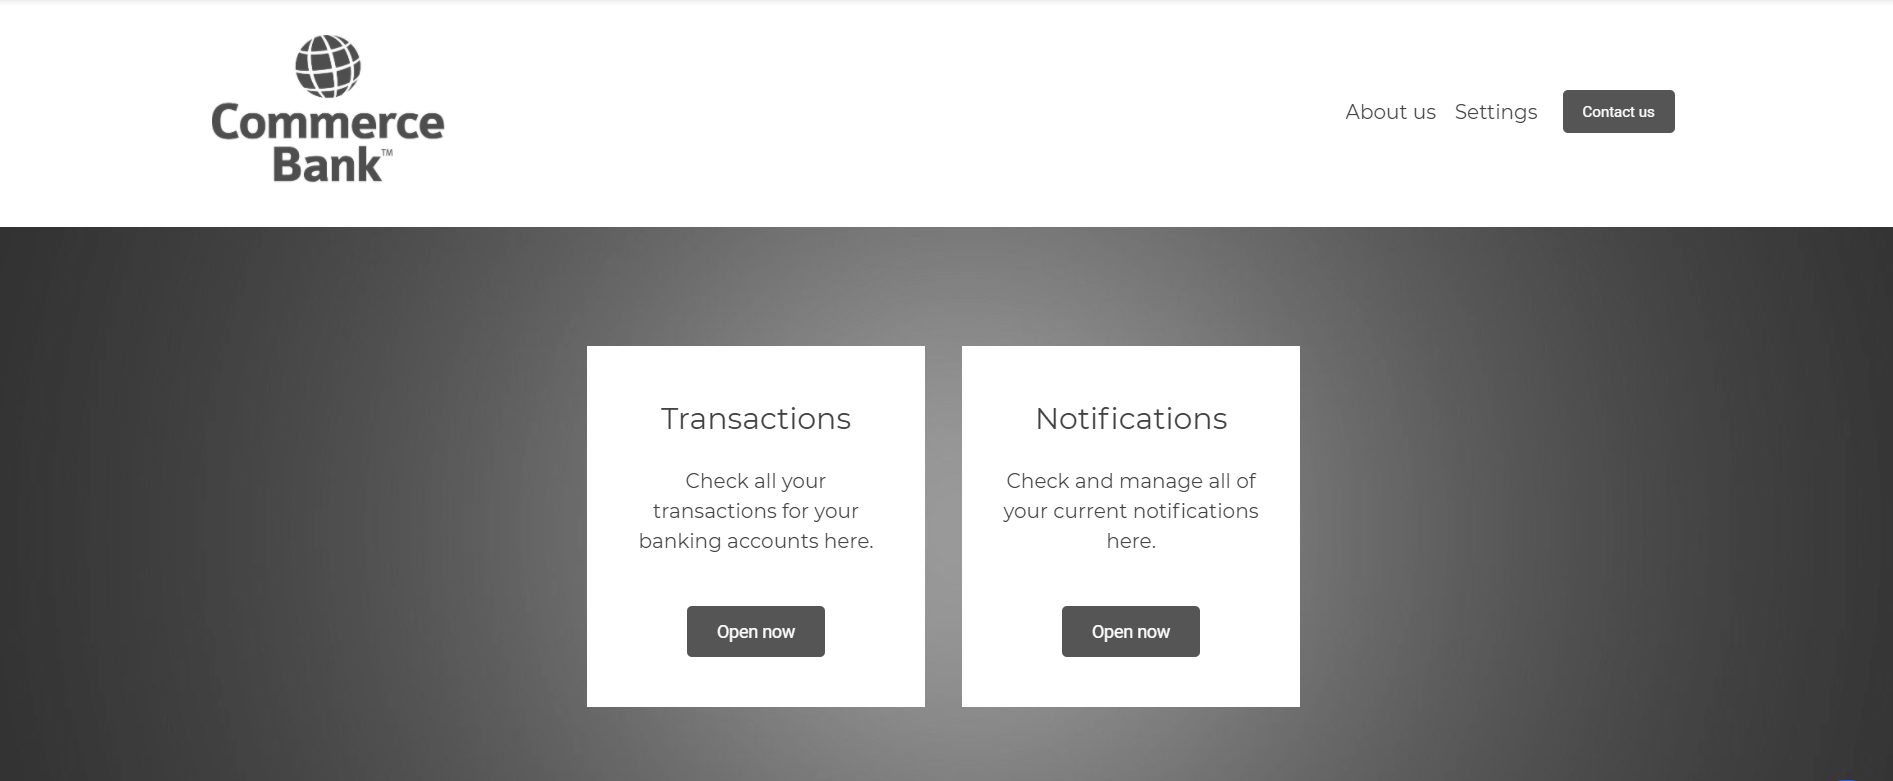 Commerce
Bank™
About us
Settings
Contact us
Transactions
Check all your
transactions for your
banking accounts here.
Open now
Notifications
Check and manage all of
your current notifications
here.
Open now